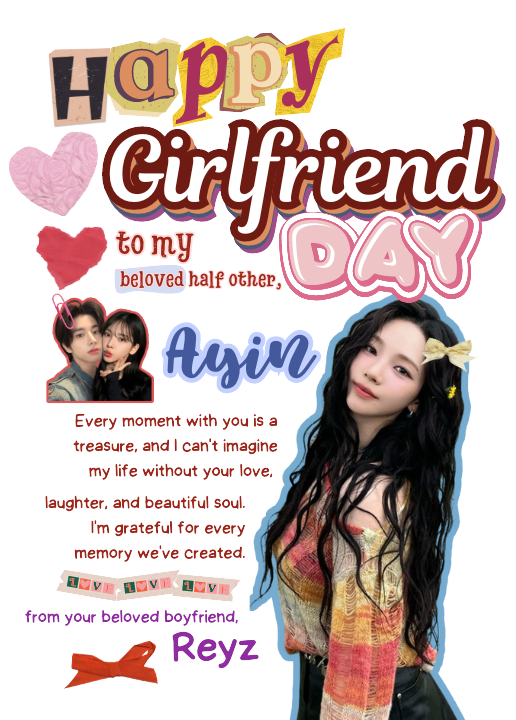 Happy
Girlfriend
DAY
to my
beloved half other,
Ayin
Every moment with you is a
treasure, and I can't imagine
my life without your love,
laughter, and beautiful soul.
I'm grateful for every
memory we've created.
LOVE LOVE LOVE
from your beloved boyfriend,
Reyz